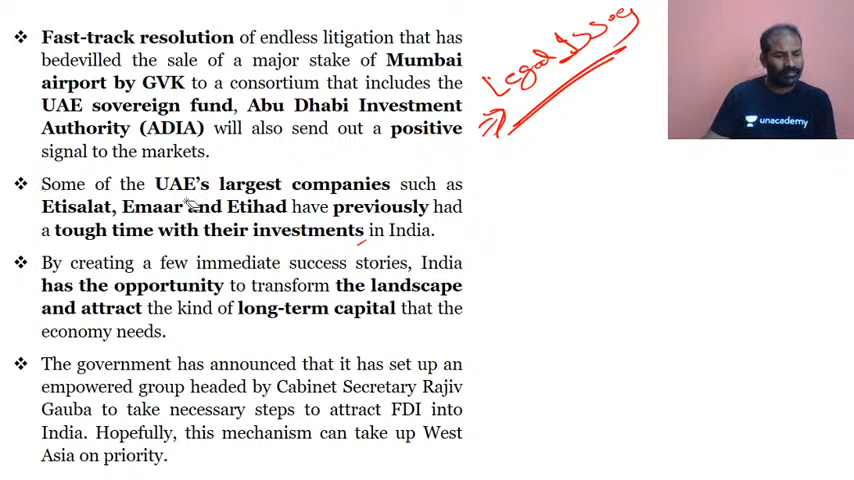 ❖ Fast-track resolution of endless litigation that has
bedevilled the sale of a major stake of Mumbai
airport by GVK to a consortium that includes the
UAE sovereign fund, Abu Dhabi Investment
Authority (ADIA) will also send out a positive
signal to the markets.
❖ Some of the UAE's largest companies such as
Etisalat, Emaar and Etihad have previously had
a tough time with their investments in India.
❖ By creating a few immediate success stories, India
has the opportunity to transform the landscape
and attract the kind of long-term capital that the
economy needs.
❖ The government has announced that it has set up an
empowered group headed by Cabinet Secretary Rajiv
Gauba to take necessary steps to attract FDI into
India. Hopefully, this mechanism can take up West
Asia on priority.
Legal Issues
unacademy